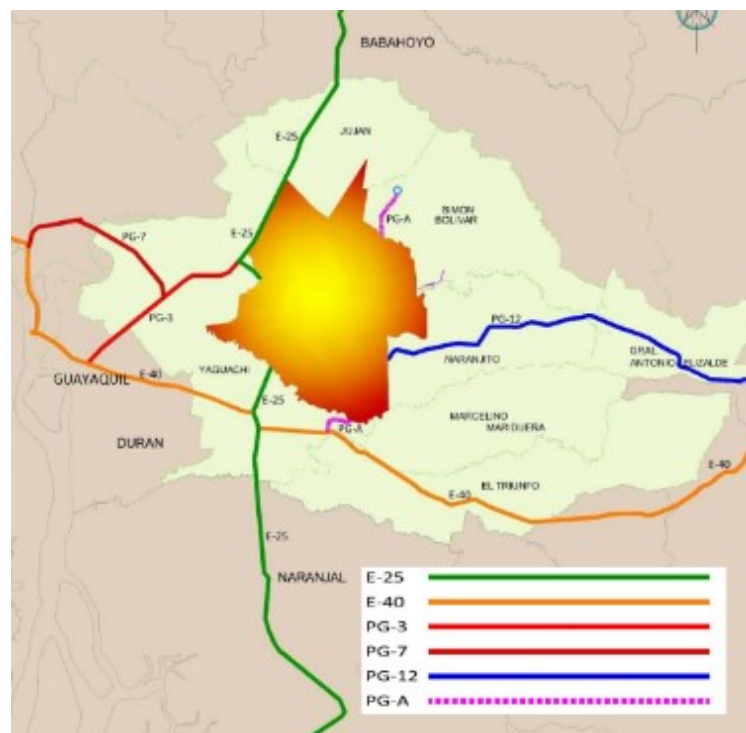 BABAHOYO
E-25
JUJAN
PG-A
SIMON
BOLIVAR
PG-7
E-25
PG-3
PG-12
NARANJITO
GRAL
ANTONIO ELIZALDE
YAGUACHI
GUAYAQUIL
E-40
E-25
DURAN
PG-A
MARCELINO
MARIDUEÑA
E-40
EL TRIUNFO
E-40
E-25
NARANJAL
E-25
E-40
PG-3
PG-7
PG-12
PG-A